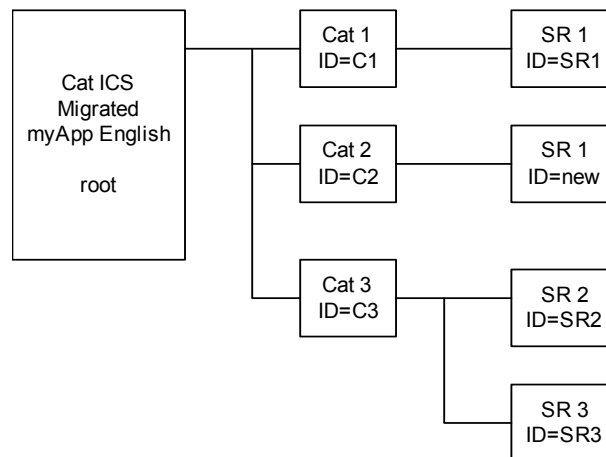 Cat ICS
Migrated
myApp English
root
Cat 1
ID=C1
SR 1
ID=SR1
Cat 2
ID=C2
SR 1
ID=new
Cat 3
ID=C3
SR 2
ID=SR2
SR 3
ID=SR3